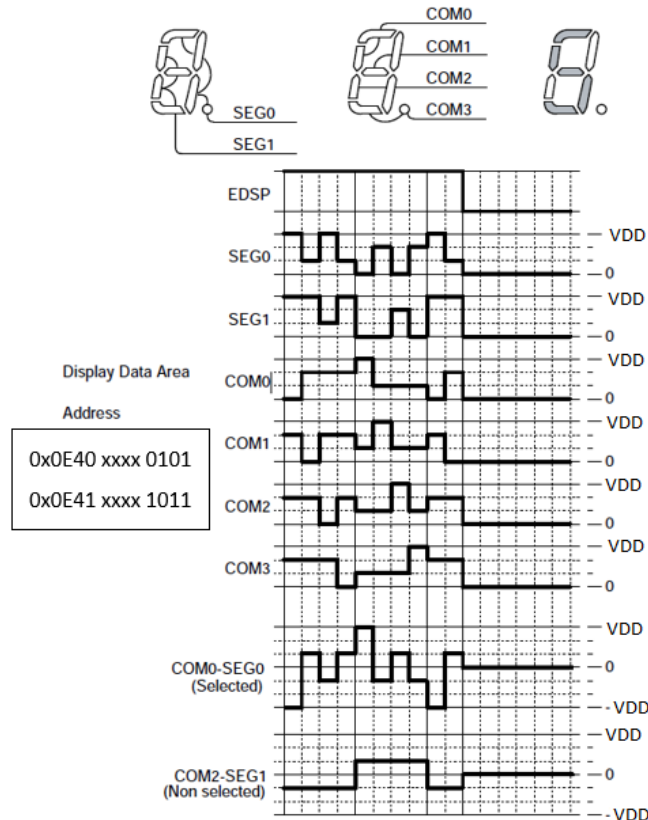 COM0
COM1
COM2
COM3
SEG0
SEG1
EDSP
SEG0
VDD
0
SEG1
VDD
0
Display Data Area
Address
0x0E40 xxxx 0101
0x0E41 xxxx 1011
COM0
VDD
0
COM1
VDD
0
COM2
VDD
0
COM3
VDD
0
COM0-SEG0
(Selected)
VDD
0
- VDD
COM2-SEG1
(Non selected)
VDD
0
- VDD